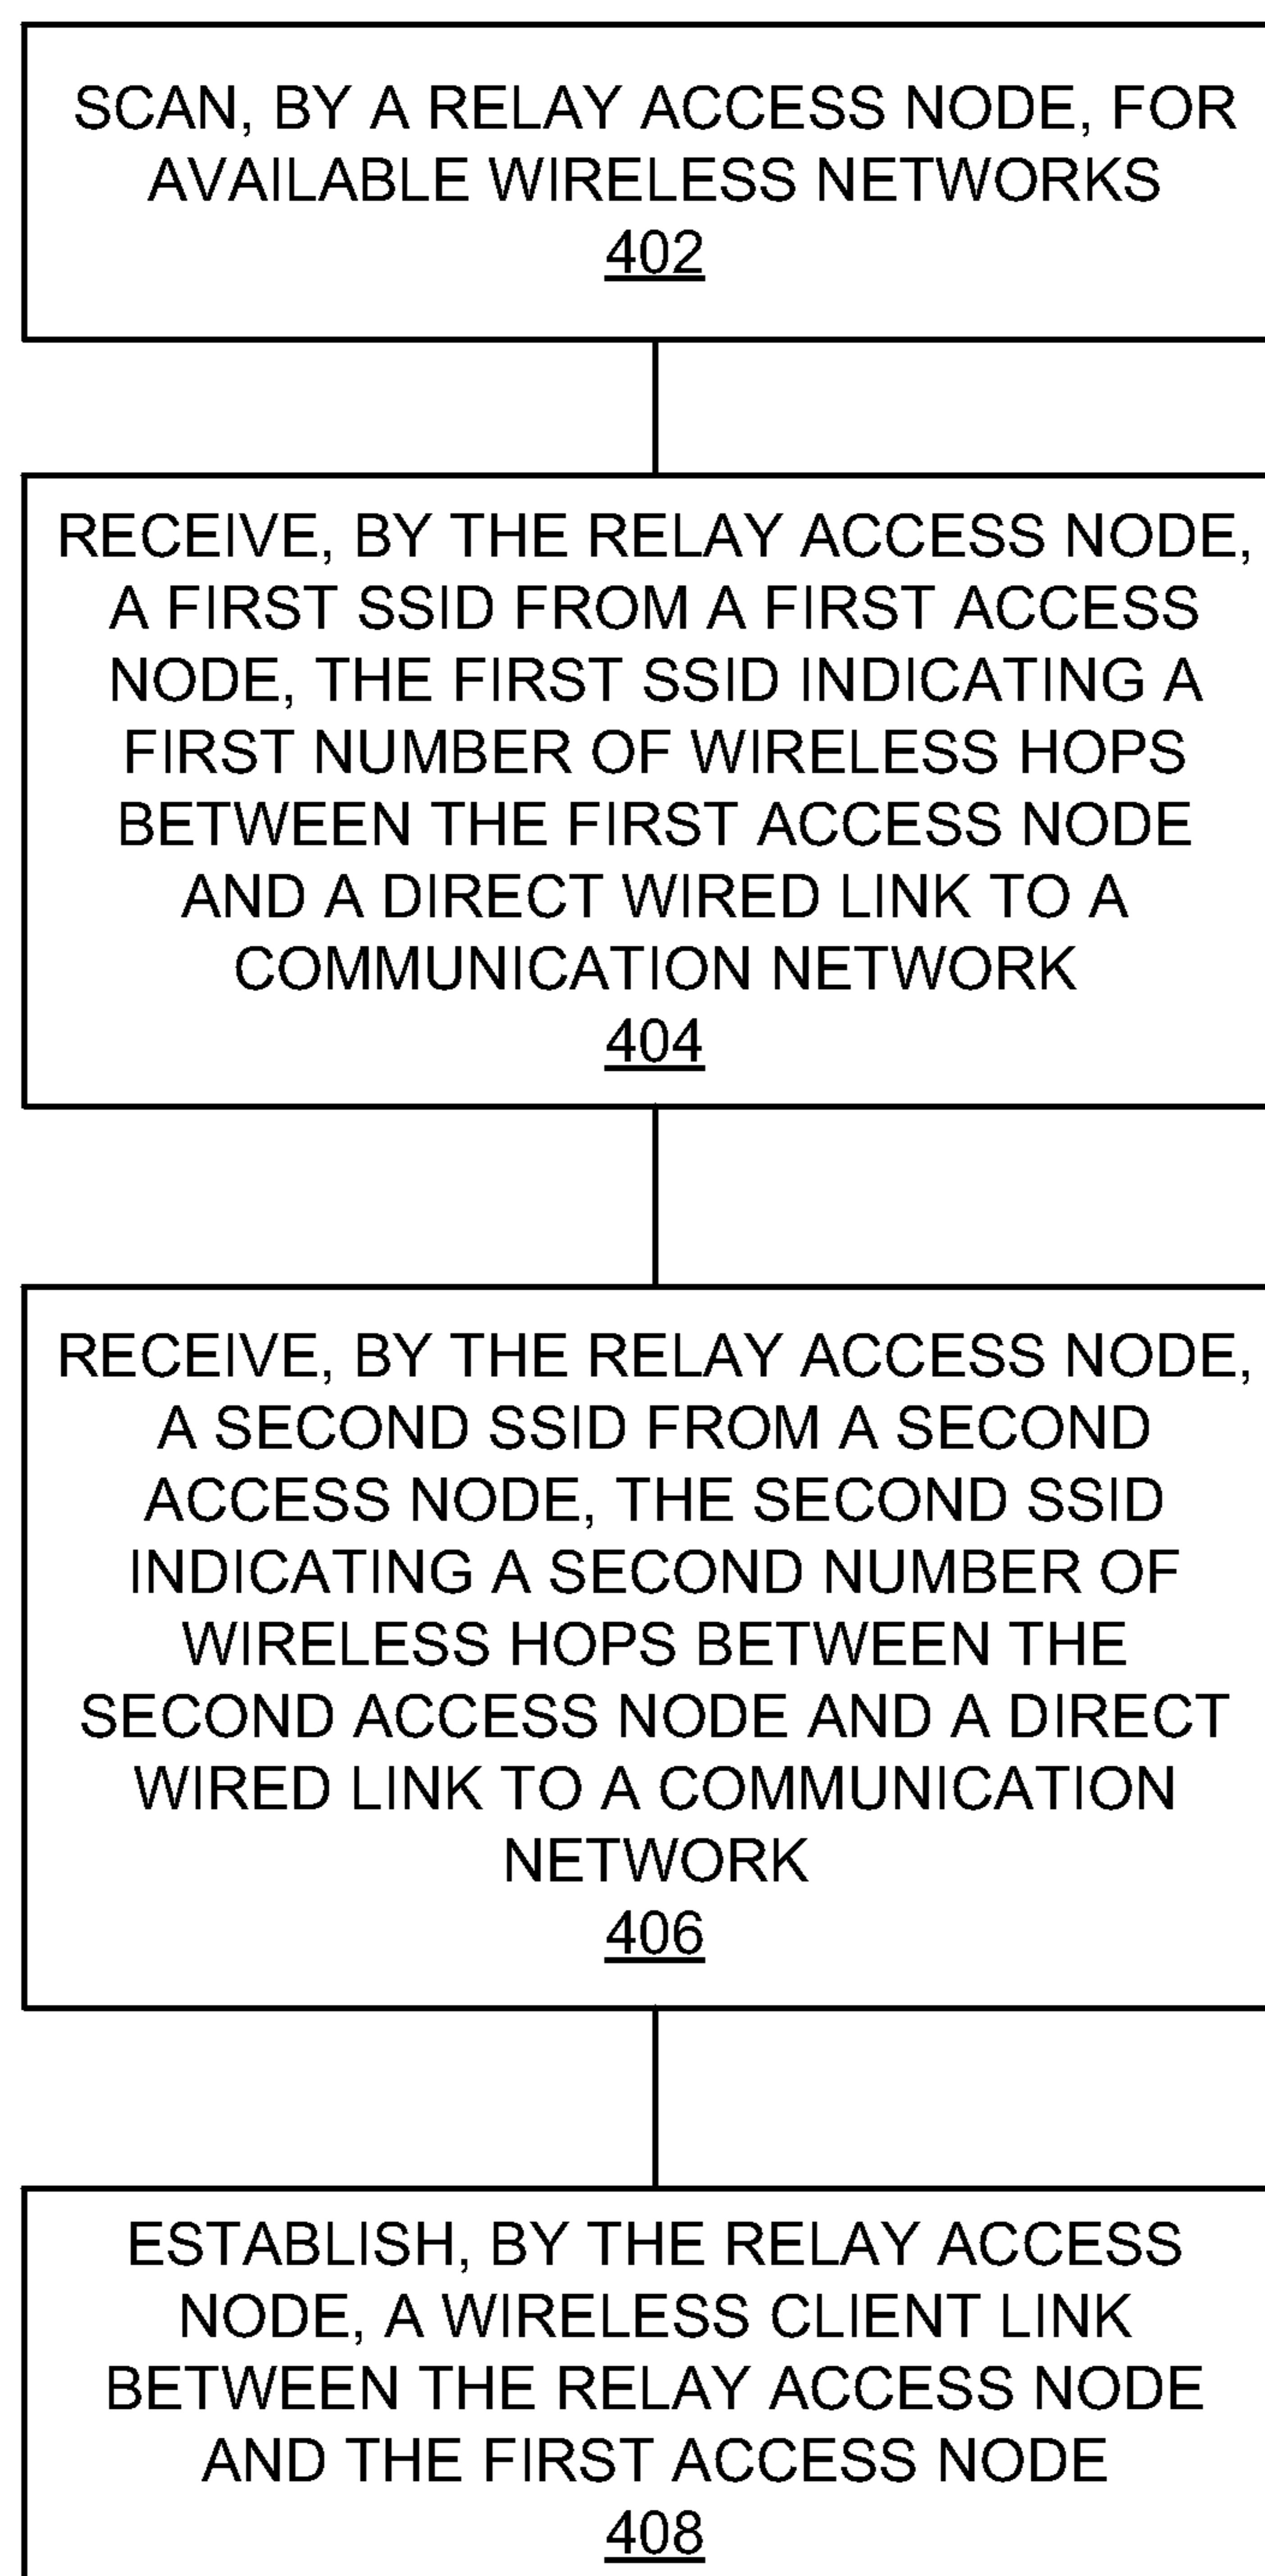 SCAN, BY A RELAY ACCESS NODE, FOR
AVAILABLE WIRELESS NETWORKS
402
RECEIVE, BY THE RELAY ACCESS NODE,
A FIRST SSID FROM A FIRST ACCESS
NODE, THE FIRST SSID INDICATING A
FIRST NUMBER OF WIRELESS HOPS
BETWEEN THE FIRST ACCESS NODE
AND A DIRECT WIRED LINK TO A
COMMUNICATION NETWORK
404
RECEIVE, BY THE RELAY ACCESS NODE,
A SECOND SSID FROM A SECOND
ACCESS NODE, THE SECOND SSID
INDICATING A SECOND NUMBER OF
WIRELESS HOPS BETWEEN THE
SECOND ACCESS NODE AND A DIRECT
WIRED LINK TO A COMMUNICATION
NETWORK
406
ESTABLISH, BY THE RELAY ACCESS
NODE, A WIRELESS CLIENT LINK
BETWEEN THE RELAY ACCESS NODE
AND THE FIRST ACCESS NODE
408